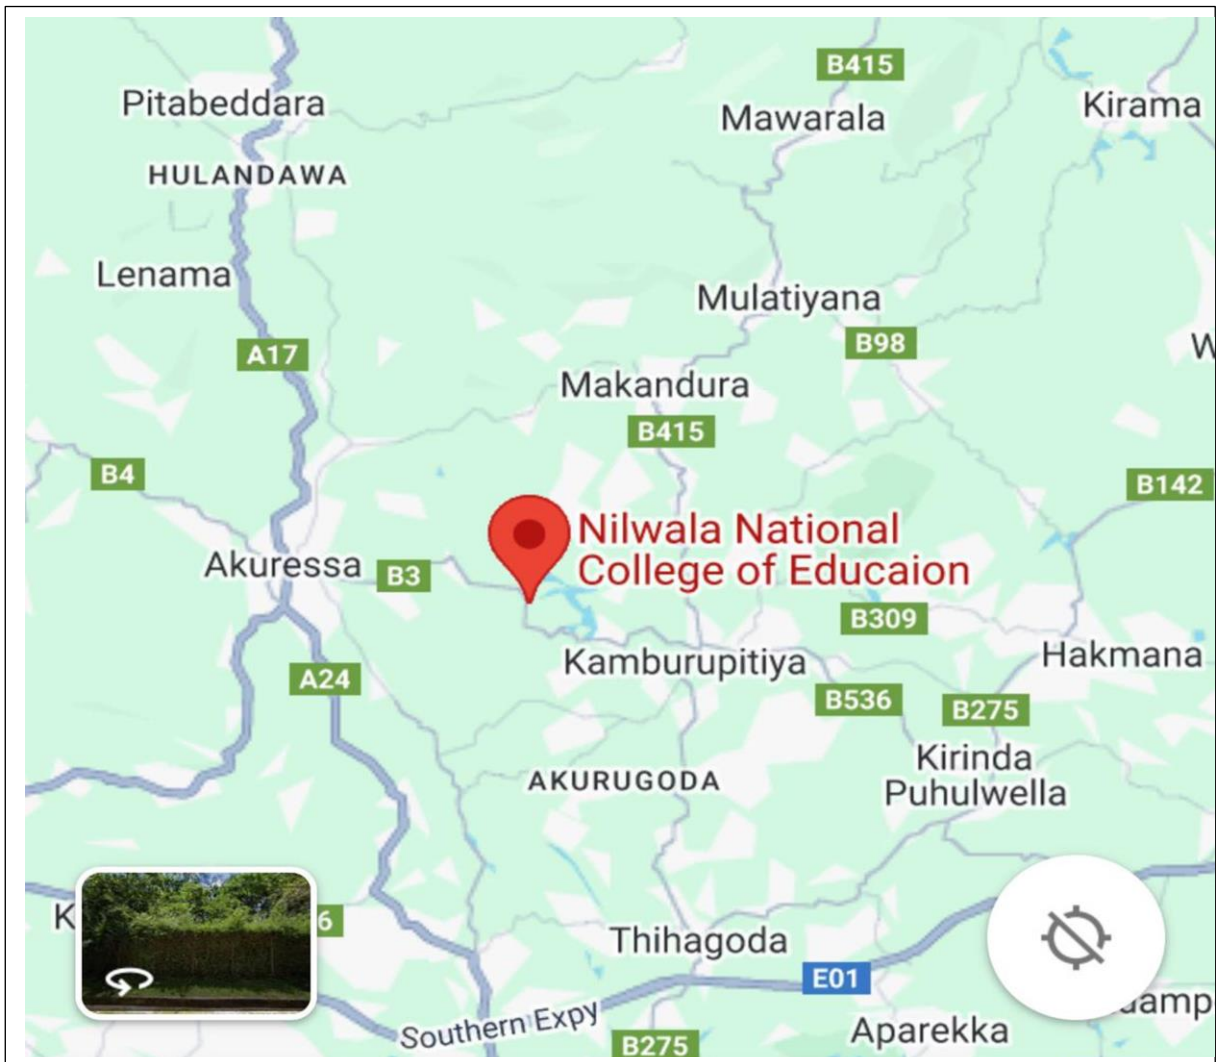 B415
Pitabeddara
Mawarala
Kirama
HULANDAWA
Lenama
Mulatiyana
A17
B98
Makandura
B415
B4
B142
Nilwala National
College of Educaion
Akuressa
B3
B309
Kamburupitiya
Hakmana
A24
B536
B275
Kirinda
Puhulwella
AKURUGODA
6
Thihagoda
E01
Southern Expy
Aparekka
B275